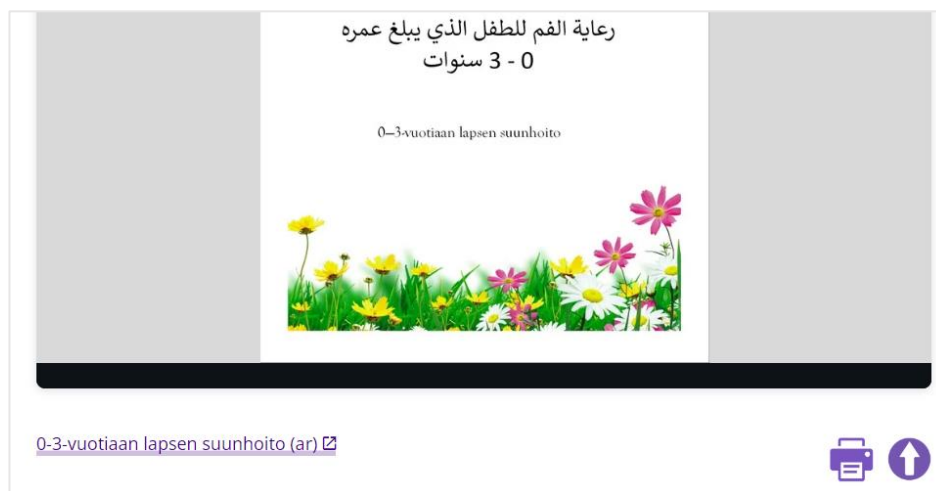 رعاية الفم للطفل الذي يبلغ عمره
0 - 3 سنوات
0–3-vuotiaan lapsen suunhoito
0-3-vuotiaan lapsen suunhoito (ar)